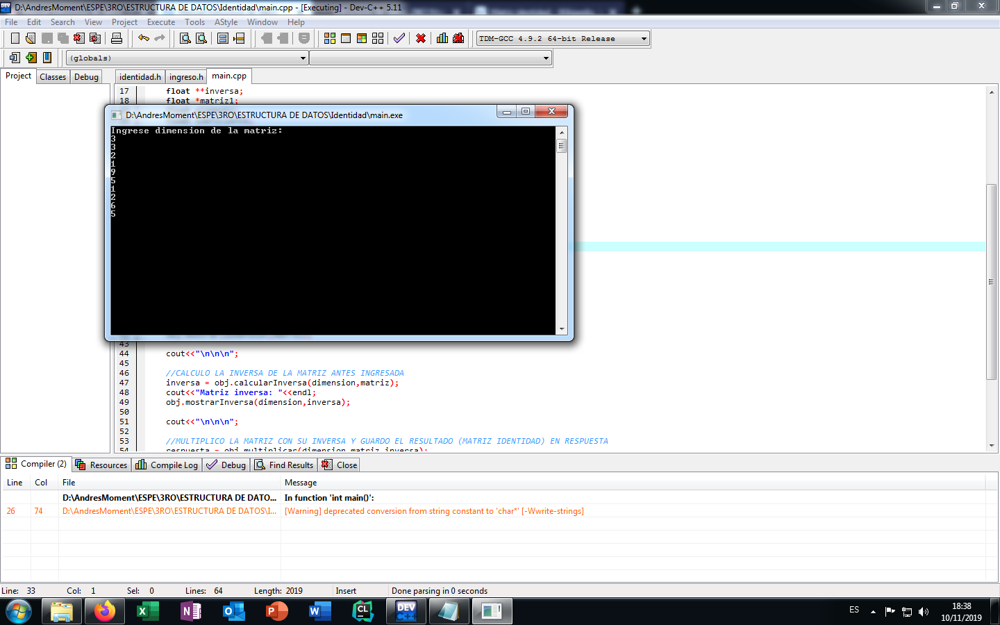 D:\AndresMoment\ESPE\3RO\ESTRUCTURA DE DATOS\Identidad\main.cpp - [Executing] - Dev-C++ 5.11
File Edit Search View Project Execute Tools AStyle Window Help
TDM-GCC 4.9.2 64-bit Release
(globals)
Project Classes Debug
identidad.h ingreso.h main.cpp
17 float **inversa;
18 float *matriz1;
D:\AndresMoment\ESPE\3RO\ESTRUCTURA DE DATOS\Identidad\main.exe
Ingrese dimension de la matriz:
3
3
2
1
9
5
1
2
6
5
43
44 cout<<"\n\n\n";
45
46 //CALCULO LA INVERSA DE LA MATRIZ ANTES INGRESADA
47 inversa = obj.calcularInversa(dimension,matriz);
48 cout<<"Matriz inversa: "<<endl;
49 obj.mostrarInversa(dimension,inversa);
50
51 cout<<"\n\n\n";
52
53 //MULTIPLICO LA MATRIZ CON SU INVERSA Y GUARDO EL RESULTADO (MATRIZ IDENTIDAD) EN RESPUESTA
54 respuesta = obj.multiplicar(dimension,matriz,inversa);
Compiler (2) Resources Compile Log Debug Find Results Close
Line Col File Message
D:\AndresMoment\ESPE\3RO\ESTRUCTURA DE DATO... In function 'int main()':
26 74 D:\AndresMoment\ESPE\3RO\ESTRUCTURA DE DATOS\I... [Warning] deprecated conversion from string constant to 'char*' [-Wwrite-strings]
Line: 33 Col: 1 Sel: 0 Lines: 64 Length: 2019 Insert Done parsing in 0 seconds
ES
18:38
10/11/2019